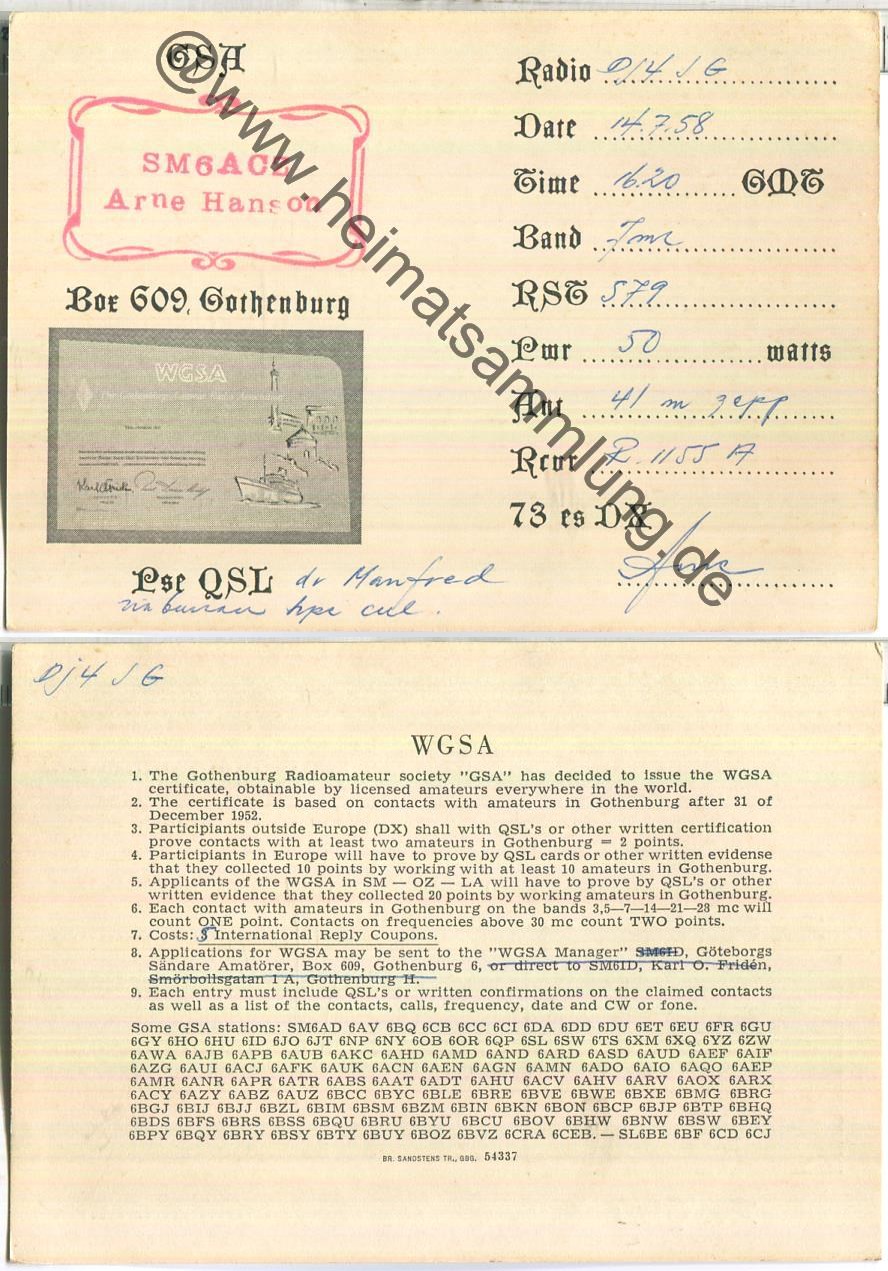 GSA
SM6ACZ
Arne Hanson
Box 609, Gothenburg
WGSA
Radio DJ4JG
Date 14.7.58
Time 16.20 GMT
Band 7mc
RST 579
Pwr 50 watts
Ant 41 m zepp
Rcvr R.1155 A
73 es DX
Arne
Pse QSL dr Manfred
via bureau hpe cul.
@www.heimatsammlung.de
Dj4JG
WGSA
1. The Gothenburg Radioamateur society "GSA" has decided to issue the WGSA
certificate, obtainable by licensed amateurs everywhere in the world.
2. The certificate is based on contacts with amateurs in Gothenburg after 31 of
December 1952.
3. Participiants outside Europe (DX) shall with QSL's or other written certification
prove contacts with at least two amateurs in Gothenburg = 2 points.
4. Participiants in Europe will have to prove by QSL cards or other written evidense
that they collected 10 points by working with at least 10 amateurs in Gothenburg.
5. Applicants of the WGSA in SM — OZ — LA will have to prove by QSL's or other
written evidence that they collected 20 points by working amateurs in Gothenburg.
6. Each contact with amateurs in Gothenburg on the bands 3,5—7—14—21—28 mc will
count ONE point. Contacts on frequencies above 30 mc count TWO points.
7. Costs: 5 International Reply Coupons.
8. Applications for WGSA may be sent to the "WGSA Manager" SM6ID, Göteborgs
Sändare Amatörer, Box 609, Gothenburg 6, or direct to SM6ID, Karl O. Fridén,
Smörbollsgatan 1 A, Gothenburg H.
9. Each entry must include QSL's or written confirmations on the claimed contacts
as well as a list of the contacts, calls, frequency, date and CW or fone.
Some GSA stations: SM6AD 6AV 6BQ 6CB 6CC 6CI 6DA 6DD 6DU 6ET 6EU 6FR 6GU
6GY 6HO 6HU 6ID 6JO 6JT 6NP 6NY 6OB 6OR 6QP 6SL 6SW 6TS 6XM 6XQ 6YZ 6ZW
6AWA 6AJB 6APB 6AUB 6AKC 6AHD 6AMD 6AND 6ARD 6ASD 6AUD 6AEF 6AIF
6AZG 6AUI 6ACJ 6AFK 6AUK 6ACN 6AEN 6AGN 6AMN 6ADO 6AIO 6AQO 6AEP
6AMR 6ANR 6APR 6ATR 6ABS 6AAT 6ADT 6AHU 6ACV 6AHV 6ARV 6AOX 6ARX
6ACY 6AZY 6ABZ 6AUZ 6BCC 6BYC 6BLE 6BRE 6BVE 6BWE 6BXE 6BMG 6BRG
6BGJ 6BIJ 6BJJ 6BZL 6BIM 6BSM 6BZM 6BIN 6BKN 6BON 6BCP 6BJP 6BTP 6BHQ
6BDS 6BFS 6BRS 6BSS 6BQU 6BRU 6BYU 6BCU 6BOV 6BHW 6BNW 6BSW 6BEY
6BPY 6BQY 6BRY 6BSY 6BTY 6BUY 6BOZ 6BVZ 6CRA 6CEB. — SL6BE 6BF 6CD 6CJ
BR. SANDSTENS TR., GBG. 54337